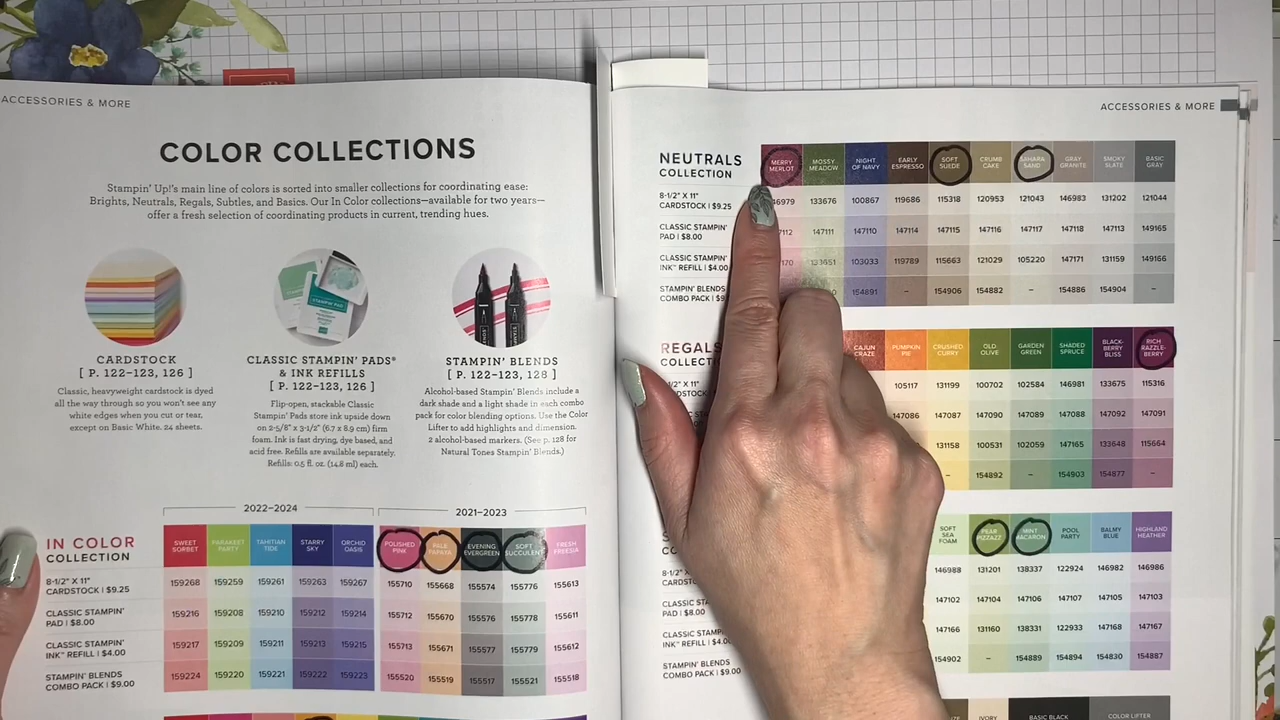 ACCESSORIES & MORE
COLOR COLLECTIONS
Stampin' Up!'s main line of colors is sorted into smaller collections for coordinating ease:
Brights, Neutrals, Regals, Subtles, and Basics. Our In Color collections—available for two years—
offer a fresh selection of coordinating products in current, trending hues.
CARDSTOCK
[ P. 122–123, 126 ]
Classic, heavyweight cardstock is dyed
all the way through so you won't see any
white edges when you cut or tear,
except on Basic White. 24 sheets.
CLASSIC STAMPIN' PADS®
& INK REFILLS
[ P. 122–123, 126 ]
Flip-open, stackable Classic
Stampin' Pads store ink upside down
on 2-5/8" x 3-1/2" (6.7 x 8.9 cm) firm
foam. Ink is fast drying, dye based, and
acid free. Refills are available separately.
Refills: 0.5 fl. oz. (14.8 ml) each.
STAMPIN' BLENDS
[ P. 122–123, 128 ]
Alcohol-based Stampin' Blends include a
dark shade and a light shade in each combo
pack for color blending options. Use the Color
Lifter to add highlights and dimension.
2 alcohol-based markers. (See p. 128 for
Natural Tones Stampin' Blends.)
2022–2024 2021–2023
IN COLOR
COLLECTION
SWEET SORBET PARAKEET PARTY TAHITIAN TIDE STARRY SKY ORCHID OASIS POLISHED PINK PALE PAPAYA EVENING EVERGREEN SOFT SUCCULENT FRESH FREESIA
8-1/2" X 11"
CARDSTOCK | $9.25 159268 159259 159261 159263 159267 155710 155668 155574 155776 155613
CLASSIC STAMPIN'
PAD | $8.00 159216 159208 159210 159212 159214 155712 155670 155576 155778 155611
CLASSIC STAMPIN'
INK™ REFILL | $4.00 159217 159209 159211 159213 159215 155713 155671 155577 155779 155612
STAMPIN' BLENDS
COMBO PACK | $9.00 159224 159220 159221 159222 159223 155520 155519 155517 155521 155518
ACCESSORIES & MORE
NEUTRALS
COLLECTION
MERRY MERLOT MOSSY MEADOW NIGHT OF NAVY EARLY ESPRESSO SOFT SUEDE CRUMB CAKE SAHARA SAND GRAY GRANITE SMOKY SLATE BASIC GRAY
8-1/2" X 11"
CARDSTOCK | $9.25 133676 100867 119686 115318 120953 121043 146983 131202 121044
CLASSIC STAMPIN'
PAD | $8.00 147111 147110 147114 147115 147116 147117 147118 147113 149165
CLASSIC STAMPIN'
INK™ REFILL | $4.00 133651 103033 119789 115663 121029 105220 147171 131159 149166
STAMPIN' BLENDS
COMBO PACK 154891 – 154906 154882 – 154886 154904 –
REGALS
CAJUN CRAZE PUMPKIN PIE CRUSHED CURRY OLD OLIVE GARDEN GREEN SHADED SPRUCE BLACK-BERRY BLISS RICH RAZZLE-BERRY
105117 131199 100702 102584 146981 133675 115316
147086 147087 147090 147089 147088 147092 147091
131158 100531 102059 147165 133648 115664
– 154892 – 154903 154877 –
SOFT SEA FOAM PEAR PIZZAZZ MINT MACARON POOL PARTY BALMY BLUE HIGHLAND HEATHER
146988 131201 138337 122924 146982 146986
147102 147104 147106 147107 147105 147103
147166 131160 138331 122933 147168 147167
STAMPIN' BLENDS
COMBO PACK | $9.00 154902 – 154889 154894 154830 154887
IVORY BASIC BLACK COLOR LIFTER